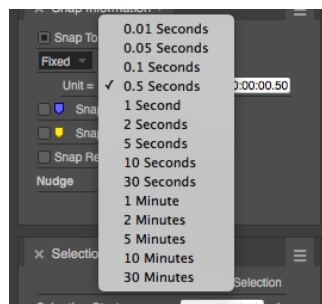 Snap Information
Snap To
Fixed
Unit =
0.01 Seconds
0.05 Seconds
0.1 Seconds
✓ 0.5 Seconds
1 Second
2 Seconds
5 Seconds
10 Seconds
30 Seconds
1 Minute
2 Minutes
5 Minutes
10 Minutes
30 Minutes
0:00:00.50
Snap
Snap
Snap Re
Nudge
Selectio
Selection